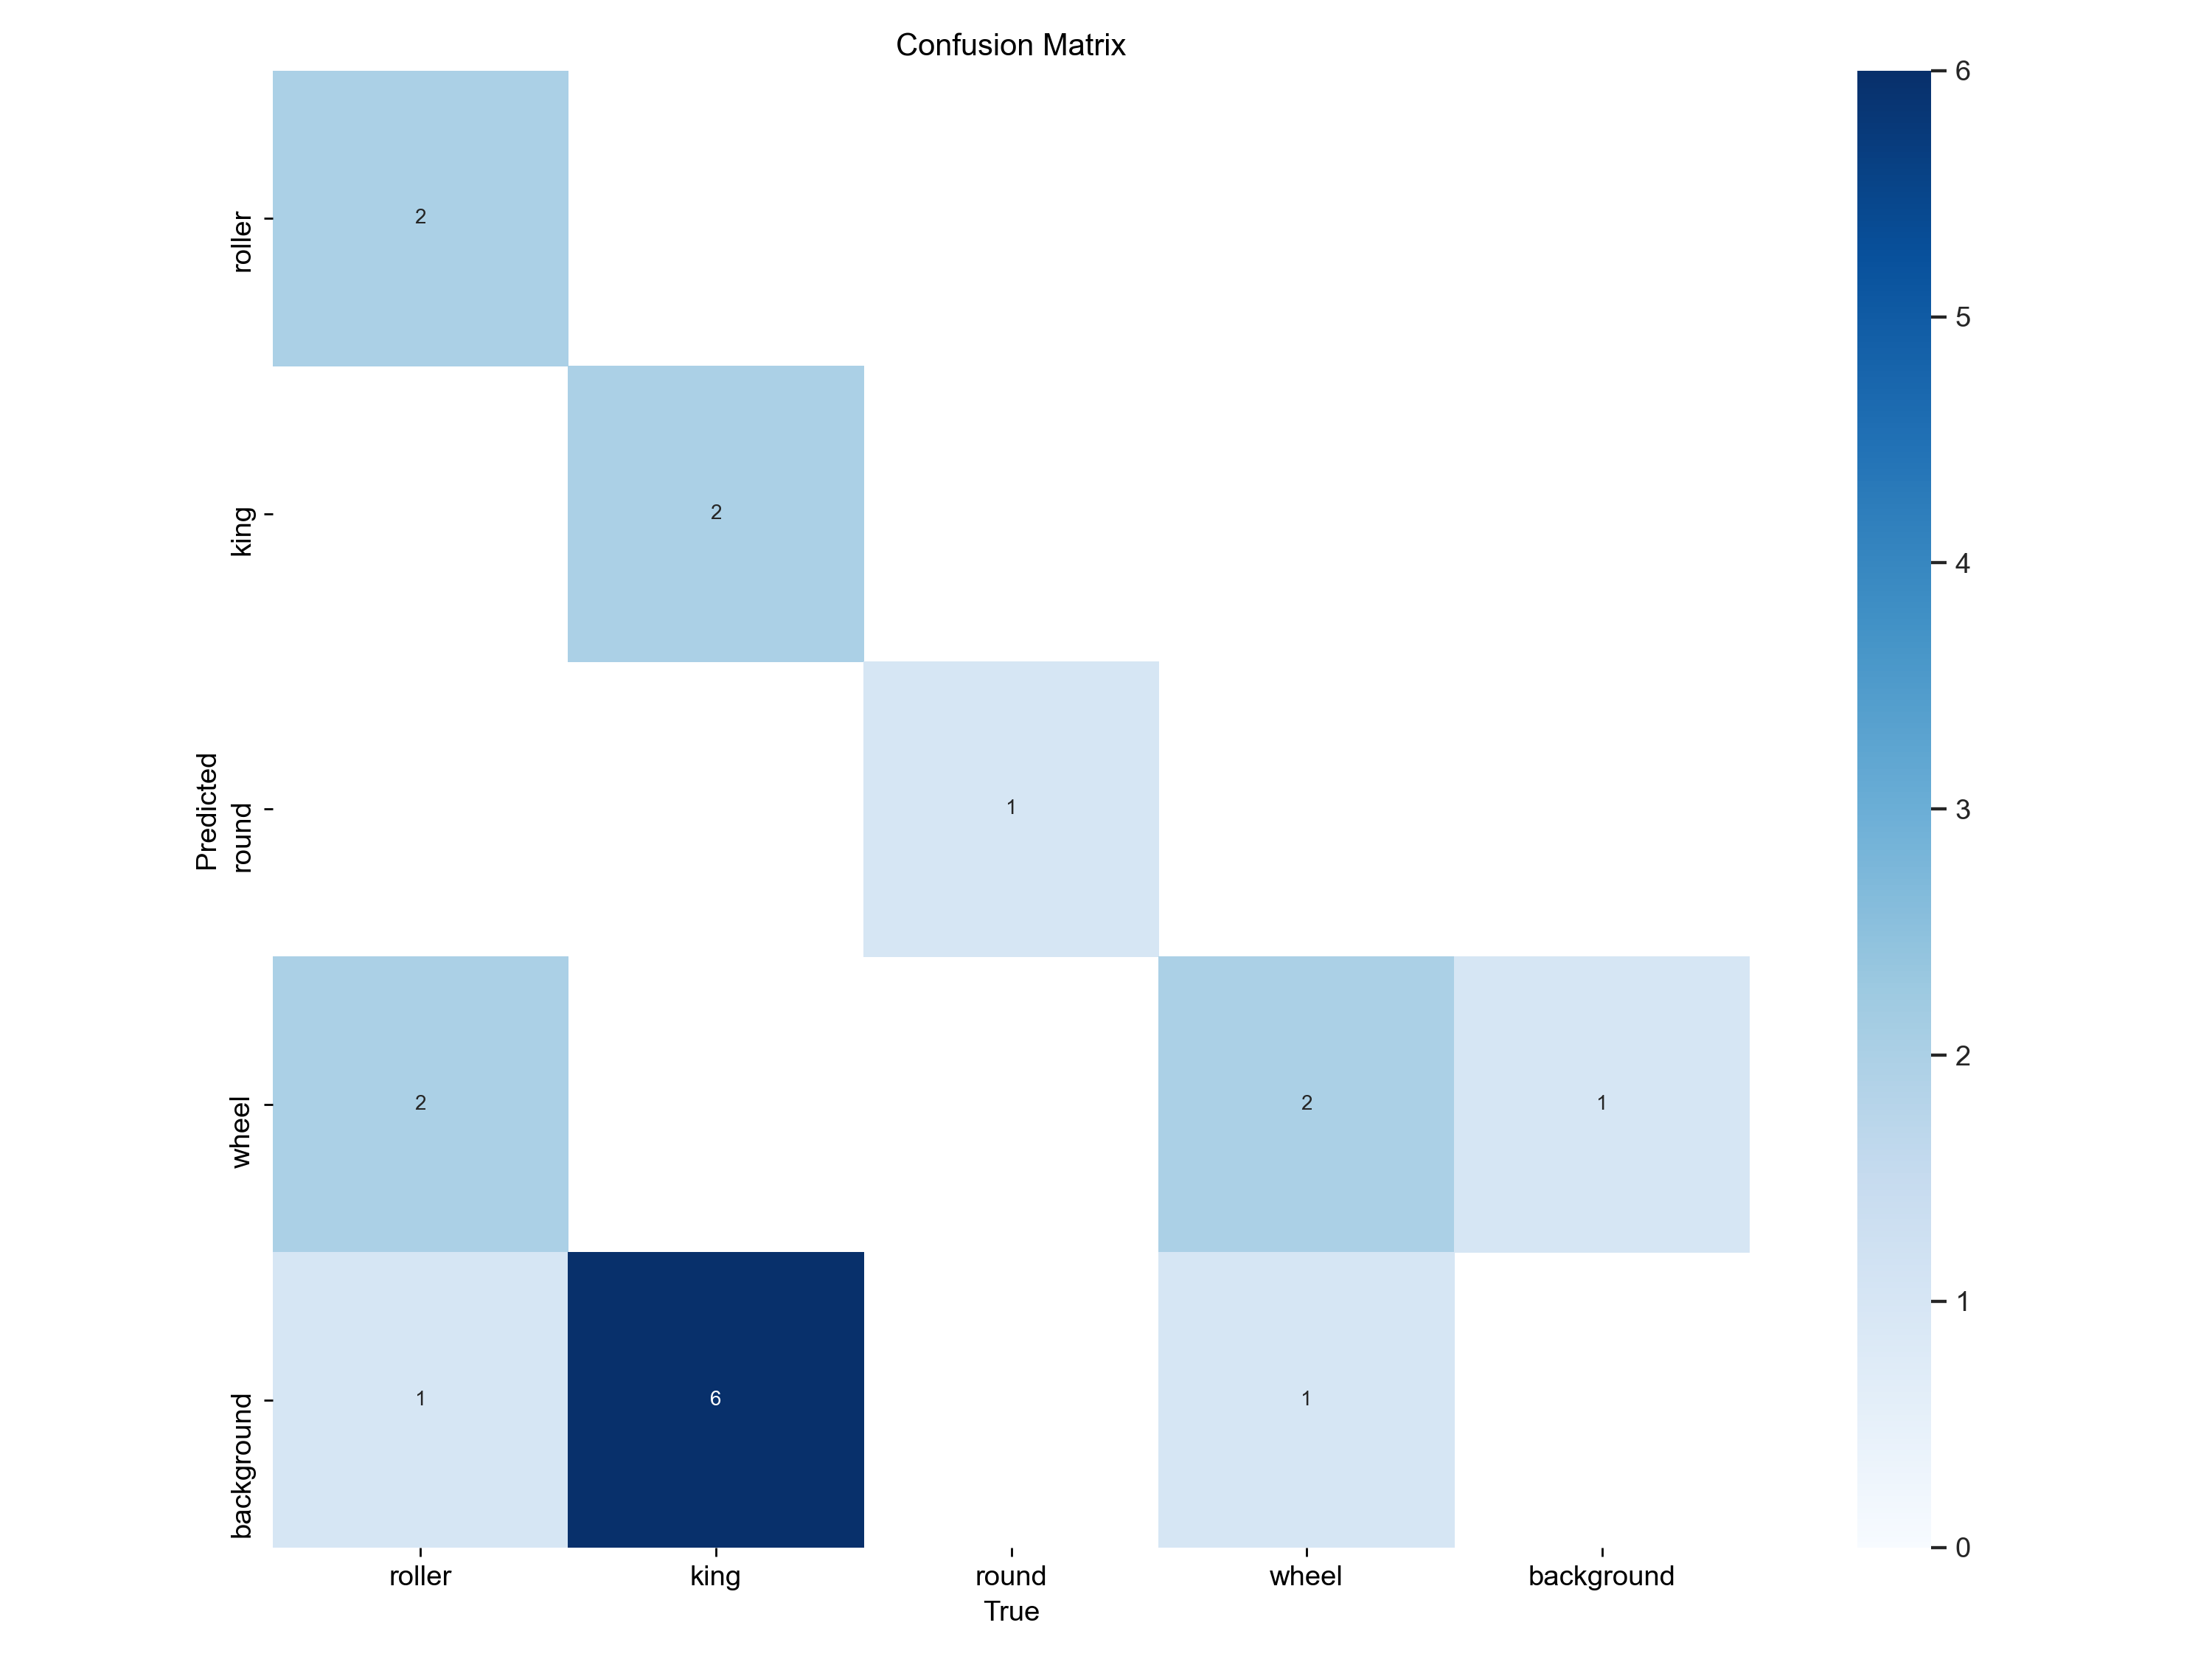 Confusion Matrix
6
5
4
3
2
1
0
Predicted
roller
king
round
wheel
background
2
2
1
2 2 1
1 6 1
roller king round wheel background
True